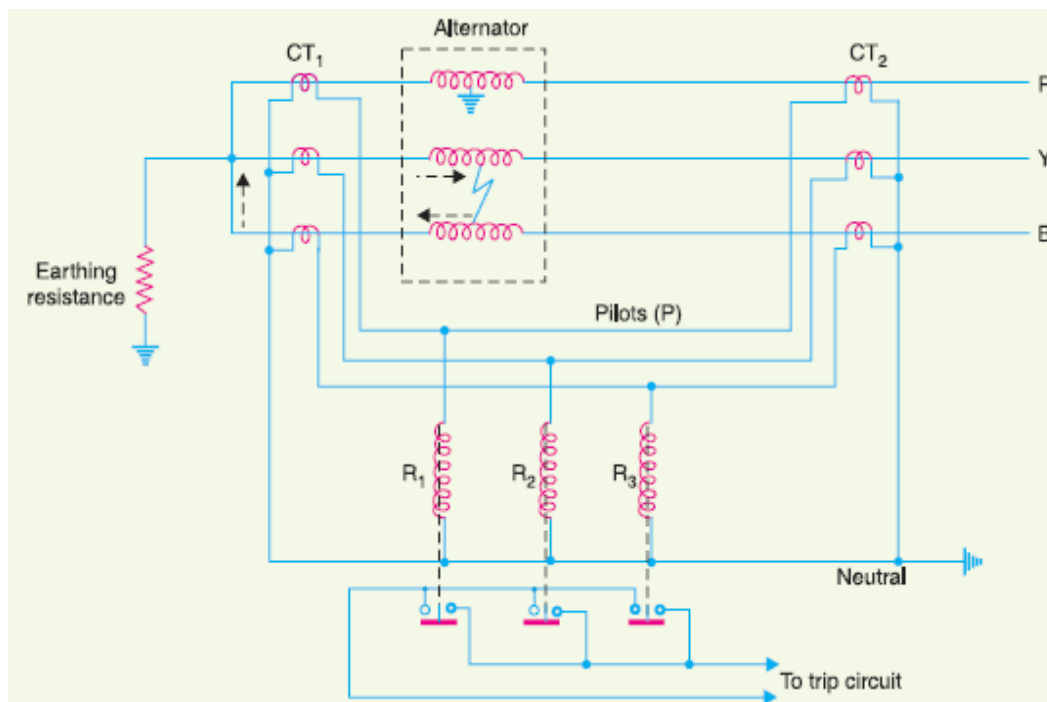 Alternator
CT1
CT2
R
Y
B
Earthing
resistance
Pilots (P)
R1
R2
R3
Neutral
To trip circuit